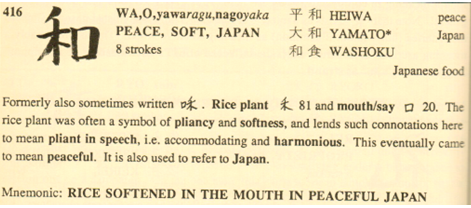 416 和 WA,O,yawaragu,nagoyaka 平 和 HEIWA peace
PEACE, SOFT, JAPAN 大 和 YAMATO* Japan
8 strokes 和 食 WASHOKU
Japanese food
Formerly also sometimes written 咊 . Rice plant 禾 81 and mouth/say 口 20. The
rice plant was often a symbol of pliancy and softness, and lends such connotations here
to mean pliant in speech, i.e. accommodating and harmonious. This eventually came
to mean peaceful. It is also used to refer to Japan.
Mnemonic: RICE SOFTENED IN THE MOUTH IN PEACEFUL JAPAN